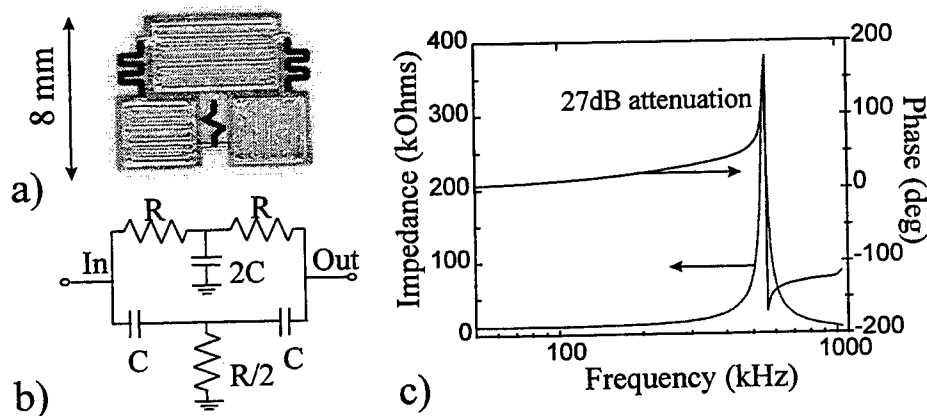 a)
8 mm
b)
R
R
In
Out
2C
C
C
R/2
c)
27dB attenuation
Impedance (kOhms)
400
300
200
100
0
Phase (deg)
200
100
0
-100
-200
100
1000
Frequency (kHz)